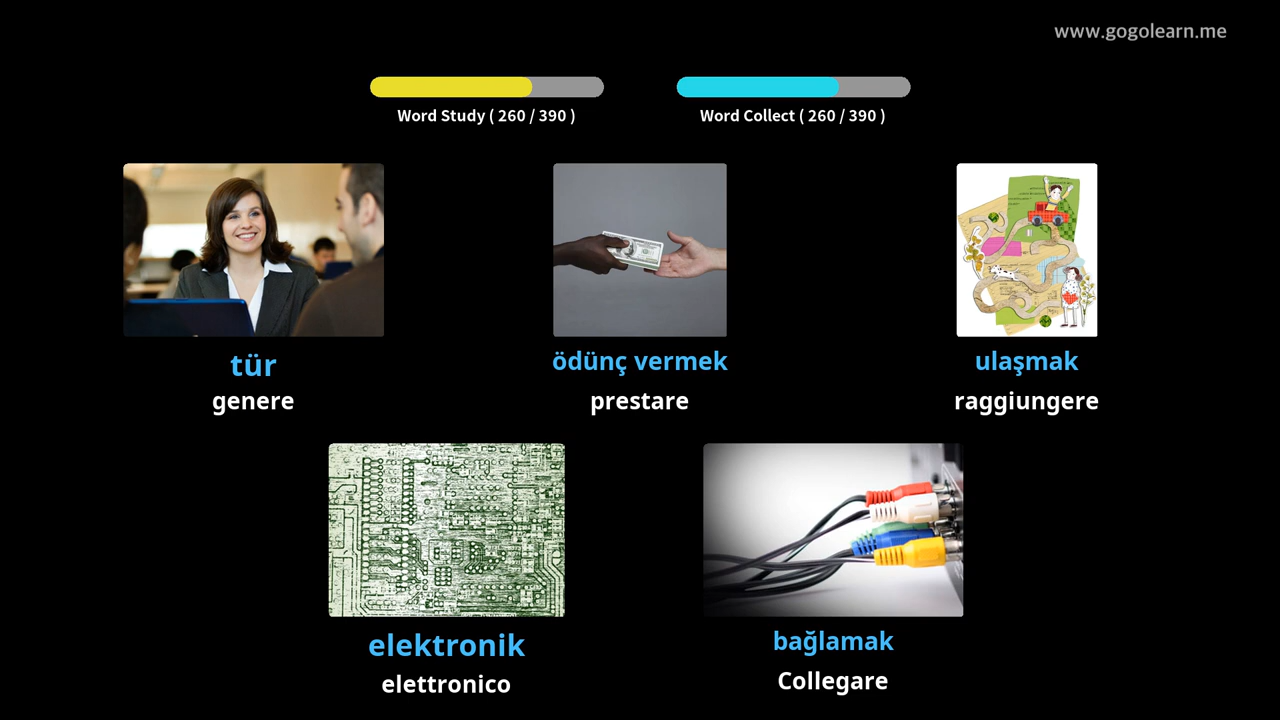 www.gogolearn.me
Word Study ( 260 / 390 )
Word Collect ( 260 / 390 )
tür
genere
ödünç vermek
prestare
ulaşmak
raggiungere
elektronik
elettronico
bağlamak
Collegare